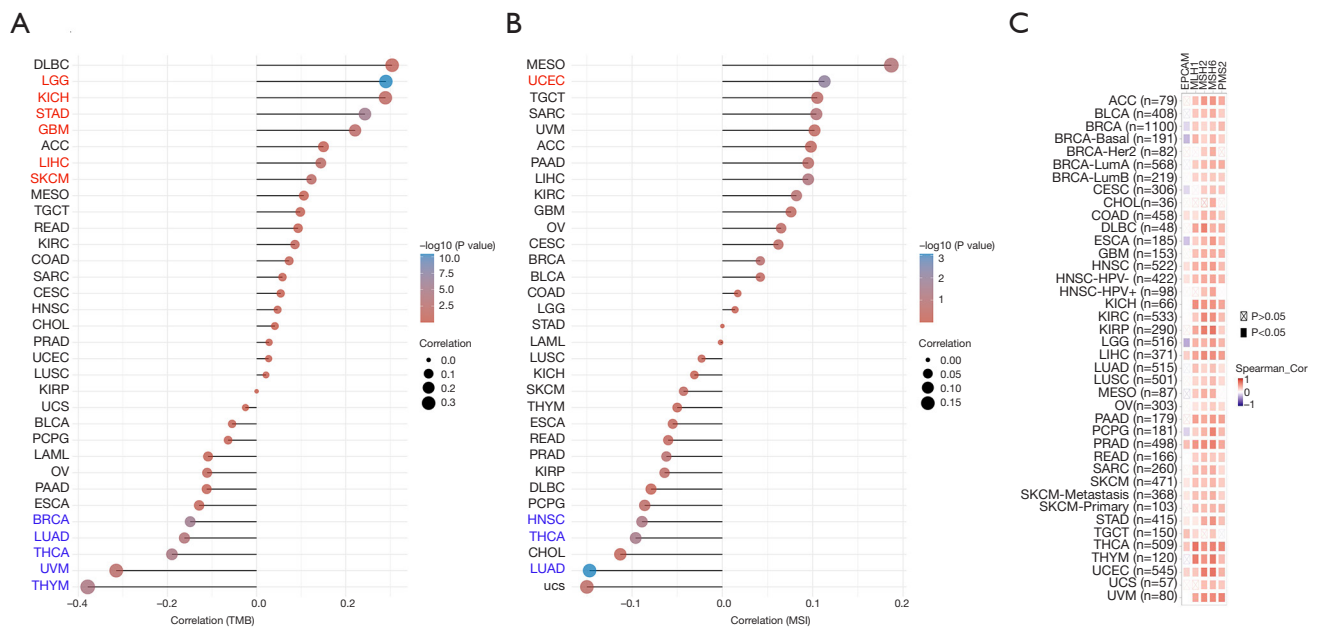 A
DLBC
LGG
KICH
STAD
GBM
ACC
LIHC
SKCM
MESO
TGCT
READ
KIRC
COAD
SARC
CESC
HNSC
CHOL
PRAD
UCEC
LUSC
KIRP
UCS
BLCA
PCPG
LAML
OV
PAAD
ESCA
BRCA
LUAD
THCA
UVM
THYM
−0.4 −0.2 0.0 0.2
Correlation (TMB)
−log10 (P value)
10.0
7.5
5.0
2.5
Correlation
0.0
0.1
0.2
0.3
B
MESO
UCEC
TGCT
SARC
UVM
ACC
PAAD
LIHC
KIRC
GBM
OV
CESC
BRCA
BLCA
COAD
LGG
STAD
LAML
LUSC
KICH
SKCM
THYM
ESCA
READ
PRAD
KIRP
DLBC
PCPG
HNSC
THCA
CHOL
LUAD
ucs
−0.1 0.0 0.1 0.2
Correlation (MSI)
−log10 (P value)
3
2
1
Correlation
0.00
0.05
0.10
0.15
C
EPCAM
MLH1
MSH2
MSH6
PMS2
ACC (n=79)
BLCA (n=408)
BRCA (n=1100)
BRCA-Basal (n=191)
BRCA-Her2 (n=82)
BRCA-LumA (n=568)
BRCA-LumB (n=219)
CESC (n=306)
CHOL(n=36)
COAD (n=458)
DLBC (n=48)
ESCA (n=185)
GBM (n=153)
HNSC (n=522)
HNSC-HPV- (n=422)
HNSC-HPV+ (n=98)
KICH (n=66)
KIRC (n=533)
KIRP (n=290)
LGG (n=516)
LIHC (n=371)
LUAD (n=515)
LUSC (n=501)
MESO (n=87)
OV(n=303)
PAAD (n=179)
PCPG (n=181)
PRAD (n=498)
READ (n=166)
SARC (n=260)
SKCM (n=471)
SKCM-Metastasis (n=368)
SKCM-Primary (n=103)
STAD (n=415)
TGCT (n=150)
THCA (n=509)
THYM (n=120)
UCEC (n=545)
UCS (n=57)
UVM (n=80)
P>0.05
P<0.05
Spearman_Cor
1
0
−1